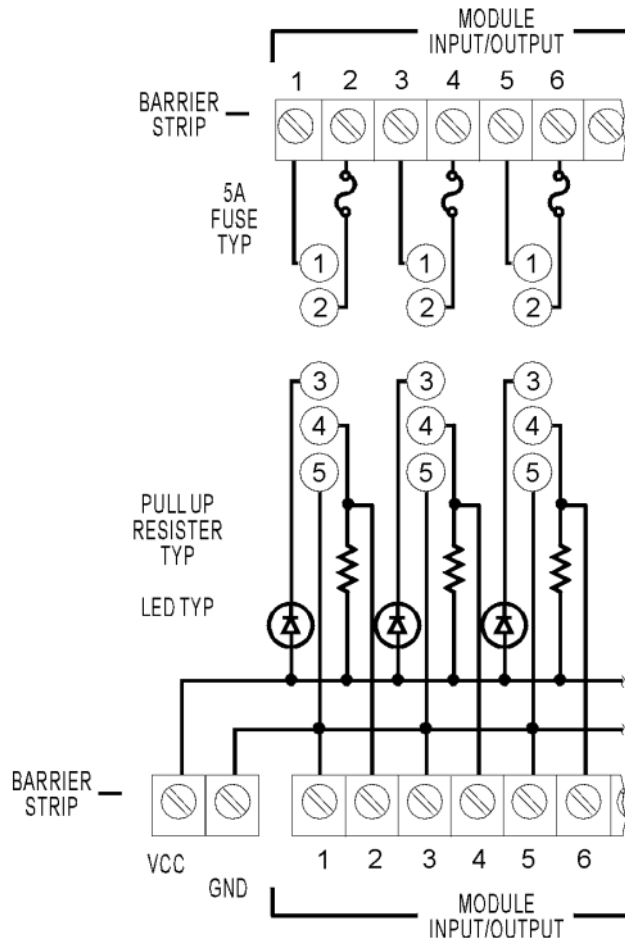 MODULE
INPUT/OUTPUT
1 2 3 4 5 6
BARRIER
STRIP
5A
FUSE
TYP
1 1 1
2 2 2
3 3 3
4 4 4
5 5 5
PULL UP
RESISTER
TYP
LED TYP
BARRIER
STRIP
VCC
GND
1 2 3 4 5 6
MODULE
INPUT/OUTPUT